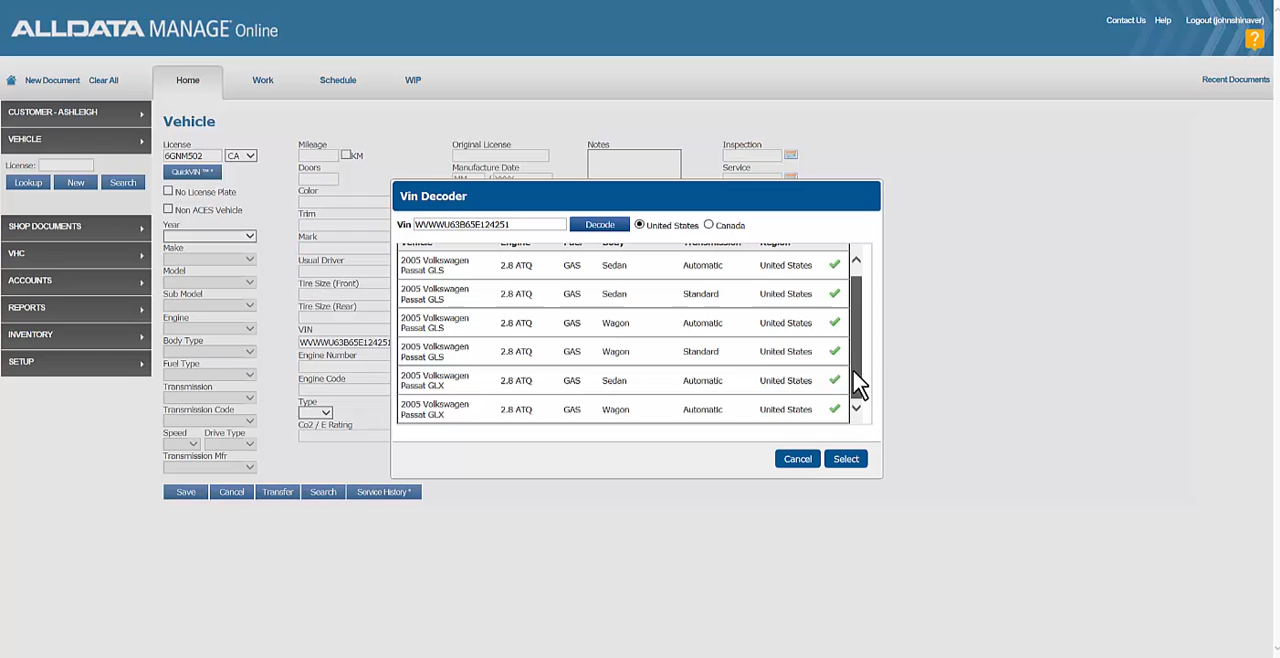 ALLDATA MANAGE Online
Contact Us Help Logout (johnshinaver)
?
New Document Clear All
Home Work Schedule WIP
Recent Documents
CUSTOMER - ASHLEIGH
VEHICLE
License:
Lookup New Search
SHOP DOCUMENTS
VHC
ACCOUNTS
REPORTS
INVENTORY
SETUP
Vehicle
License
6GNM502 CA
QuickVIN ™*
No License Plate
Non ACES Vehicle
Year
Make
Model
Sub Model
Engine
Body Type
Fuel Type
Transmission
Transmission Code
Speed Drive Type
Transmission Mfr
Mileage
KM
Doors
Color
Trim
Mark
Usual Driver
Tire Size (Front)
Tire Size (Rear)
VIN
WVWWU63B65E124251
Engine Number
Engine Code
Type
Co2 / E Rating
Original License
Manufacture Date
MM / YYYY
Notes
Inspection
Service
Save Cancel Transfer Search Service History *
Vin Decoder
Vin WVWWU63B65E124251 Decode United States Canada
Vehicle Engine Fuel Body Transmission Region
2005 Volkswagen Passat GLS 2.8 ATQ GAS Sedan Automatic United States
2005 Volkswagen Passat GLS 2.8 ATQ GAS Sedan Standard United States
2005 Volkswagen Passat GLS 2.8 ATQ GAS Wagon Automatic United States
2005 Volkswagen Passat GLS 2.8 ATQ GAS Wagon Standard United States
2005 Volkswagen Passat GLX 2.8 ATQ GAS Sedan Automatic United States
2005 Volkswagen Passat GLX 2.8 ATQ GAS Wagon Automatic United States
Cancel Select